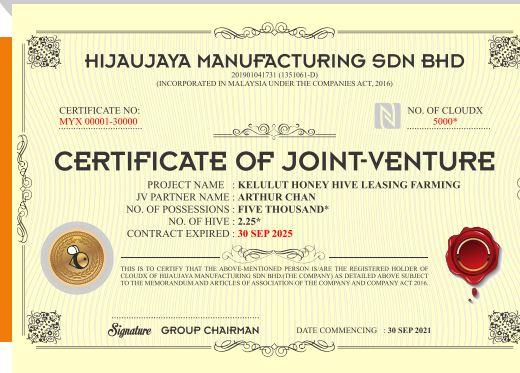 HIJAUJAYA MANUFACTURING SDN BHD
201901041731 (1351061-D)
(INCORPORATED IN MALAYSIA UNDER THE COMPANIES ACT, 2016)
CERTIFICATE NO:
MYX 00001-30000
NO. OF CLOUDX
5000*
CERTIFICATE OF JOINT-VENTURE
PROJECT NAME : KELULUT HONEY HIVE LEASING FARMING
JV PARTNER NAME : ARTHUR CHAN
NO. OF POSSESSIONS : FIVE THOUSAND*
NO. OF HIVE : 2.25*
CONTRACT EXPIRED : 30 SEP 2025
THIS IS TO CERTIFY THAT THE ABOVE-MENTIONED PERSON IS/ARE THE REGISTERED HOLDER OF
CLOUDX OF HIJAUJAYA MANUFACTURING SDN BHD.(THE COMPANY) AS DETAILED ABOVE SUBJECT
TO THE MEMORANDUM AND ARTICLES OF ASSOCIATION OF THE COMPANY AND COMPANY ACT 2016.
Signature GROUP CHAIRMAN
DATE COMMENCING : 30 SEP 2021